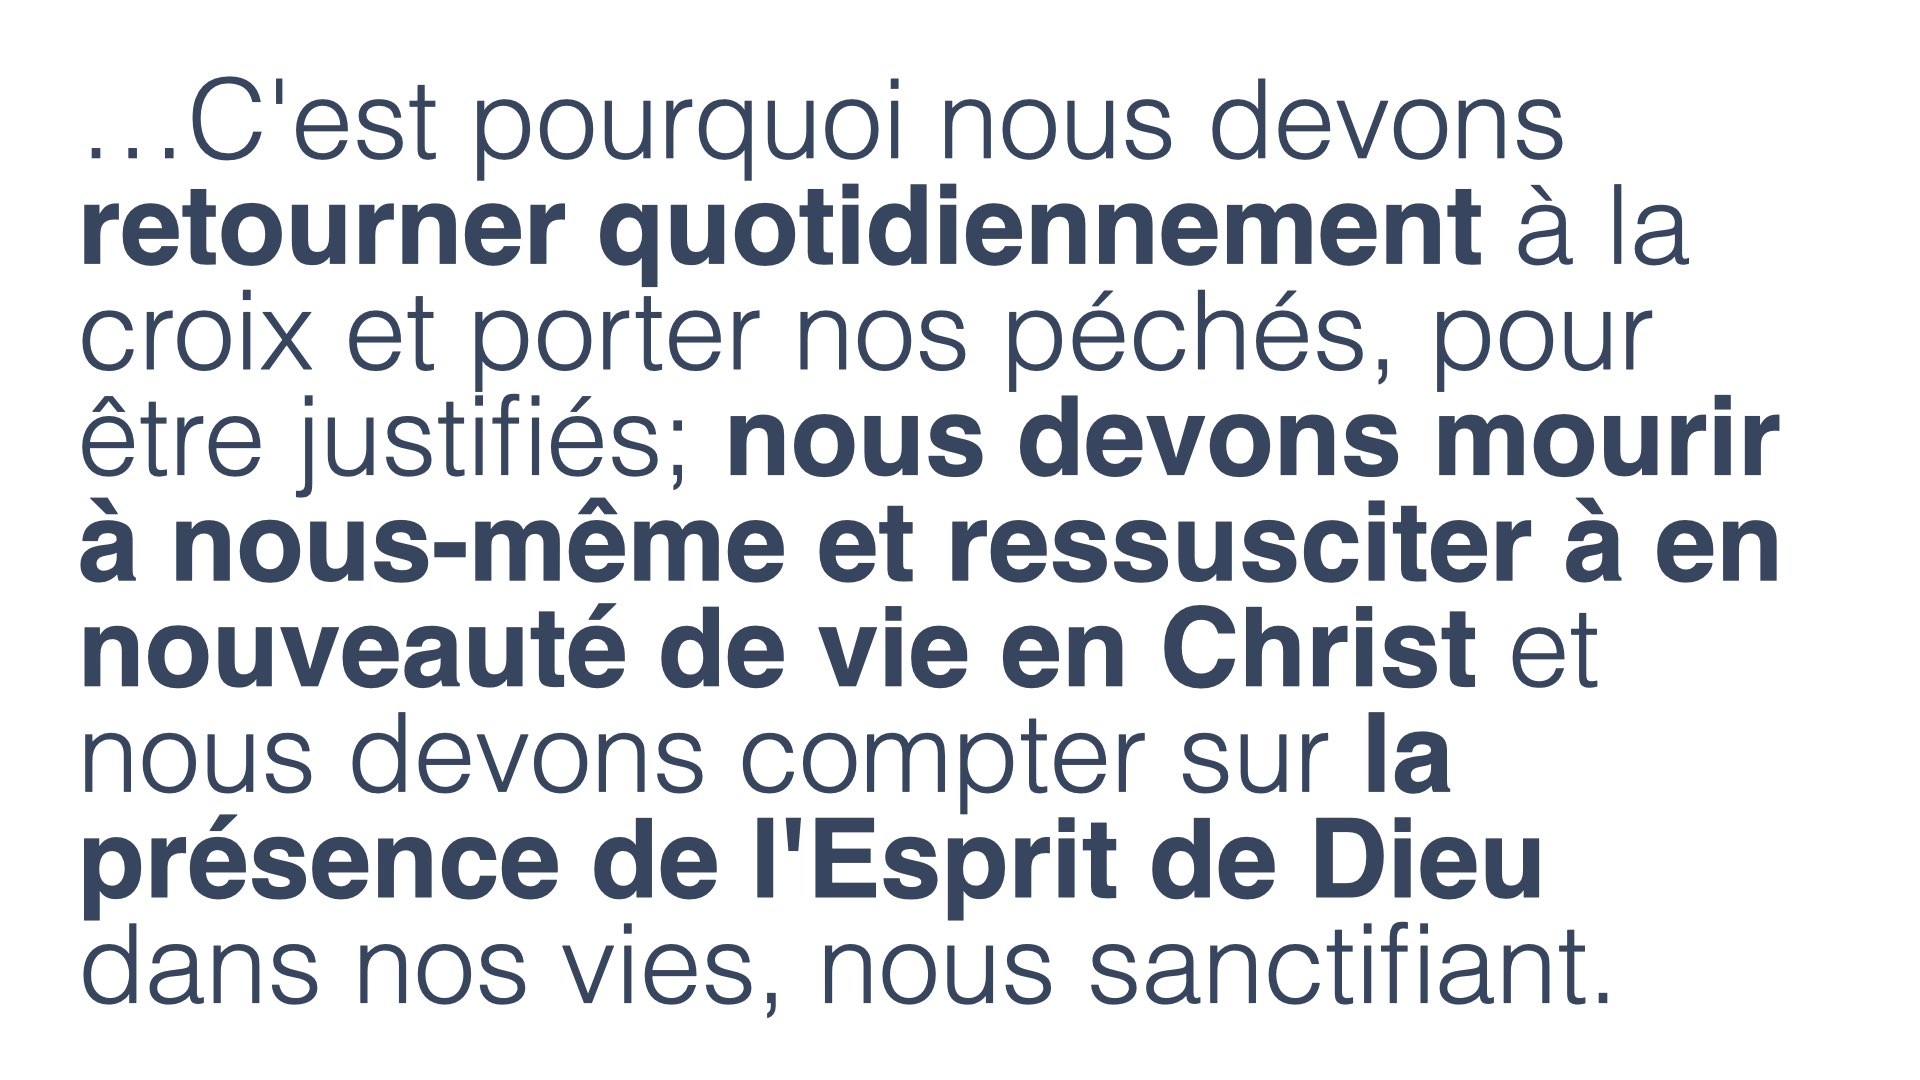 …C'est pourquoi nous devons
retourner quotidiennement à la
croix et porter nos péchés, pour
être justifiés; nous devons mourir
à nous-même et ressusciter à en
nouveauté de vie en Christ et
nous devons compter sur la
présence de l'Esprit de Dieu
dans nos vies, nous sanctifiant.